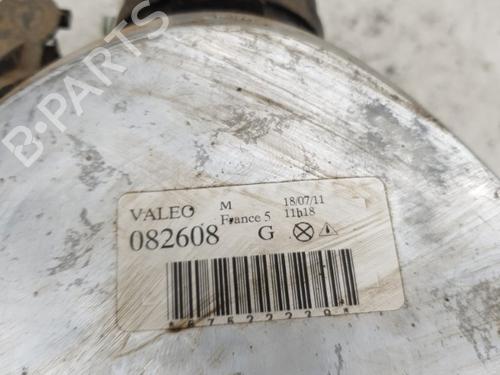 B-PARTS
VALEO M 18/07/11
France 5 11h18
082608 G